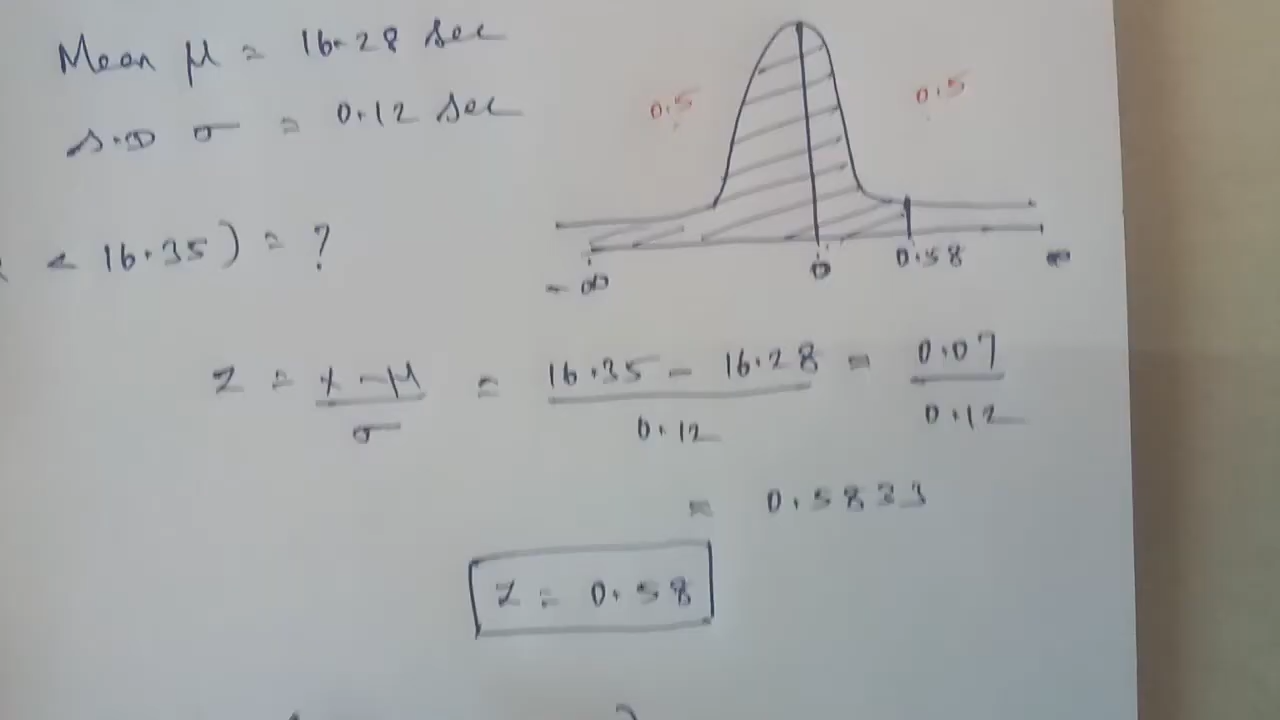 Mean μ = 16.28 sec
S.D σ = 0.12 sec
0.5 0.5
< 16.35) = ?
-∞ 0 0.58 ∞
z = x - μ / σ = 16.35 - 16.28 / 0.12 = 0.07 / 0.12
= 0.5833
z = 0.58